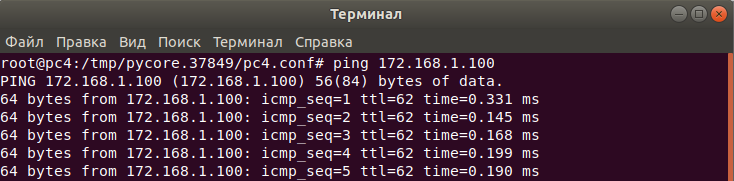 Терминал
Файл Правка Вид Поиск Терминал Справка
root@pc4:/tmp/pycore.37849/pc4.conf# ping 172.168.1.100
PING 172.168.1.100 (172.168.1.100) 56(84) bytes of data.
64 bytes from 172.168.1.100: icmp_seq=1 ttl=62 time=0.331 ms
64 bytes from 172.168.1.100: icmp_seq=2 ttl=62 time=0.145 ms
64 bytes from 172.168.1.100: icmp_seq=3 ttl=62 time=0.168 ms
64 bytes from 172.168.1.100: icmp_seq=4 ttl=62 time=0.199 ms
64 bytes from 172.168.1.100: icmp_seq=5 ttl=62 time=0.190 ms